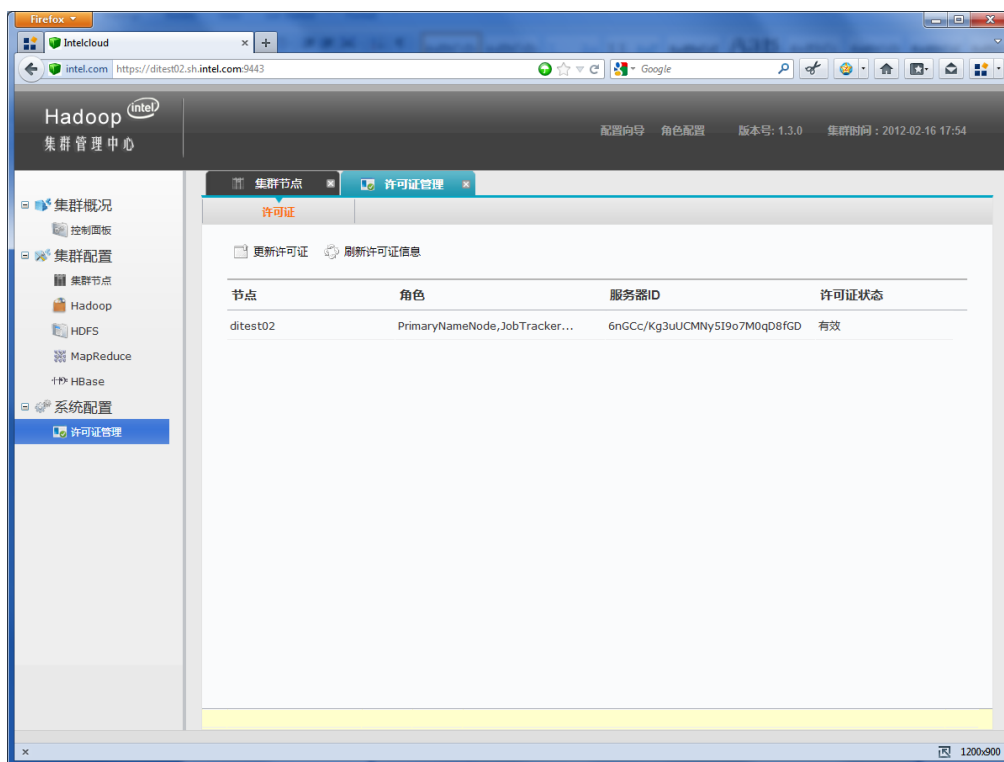 Firefox
Intelcloud
intel.com https://ditest02.sh.intel.com:9443
Google
Hadoop (intel)
集群管理中心
配置向导 角色配置 版本号: 1.3.0 集群时间：2012-02-16 17:54
集群节点
许可证管理
许可证
集群概况
控制面板
集群配置
集群节点
Hadoop
HDFS
MapReduce
HBase
系统配置
许可证管理
更新许可证 刷新许可证信息
节点 角色 服务器ID 许可证状态
ditest02 PrimaryNameNode,JobTracker... 6nGCc/Kg3uUCMNy5I9o7M0qD8fGD 有效
1200x900